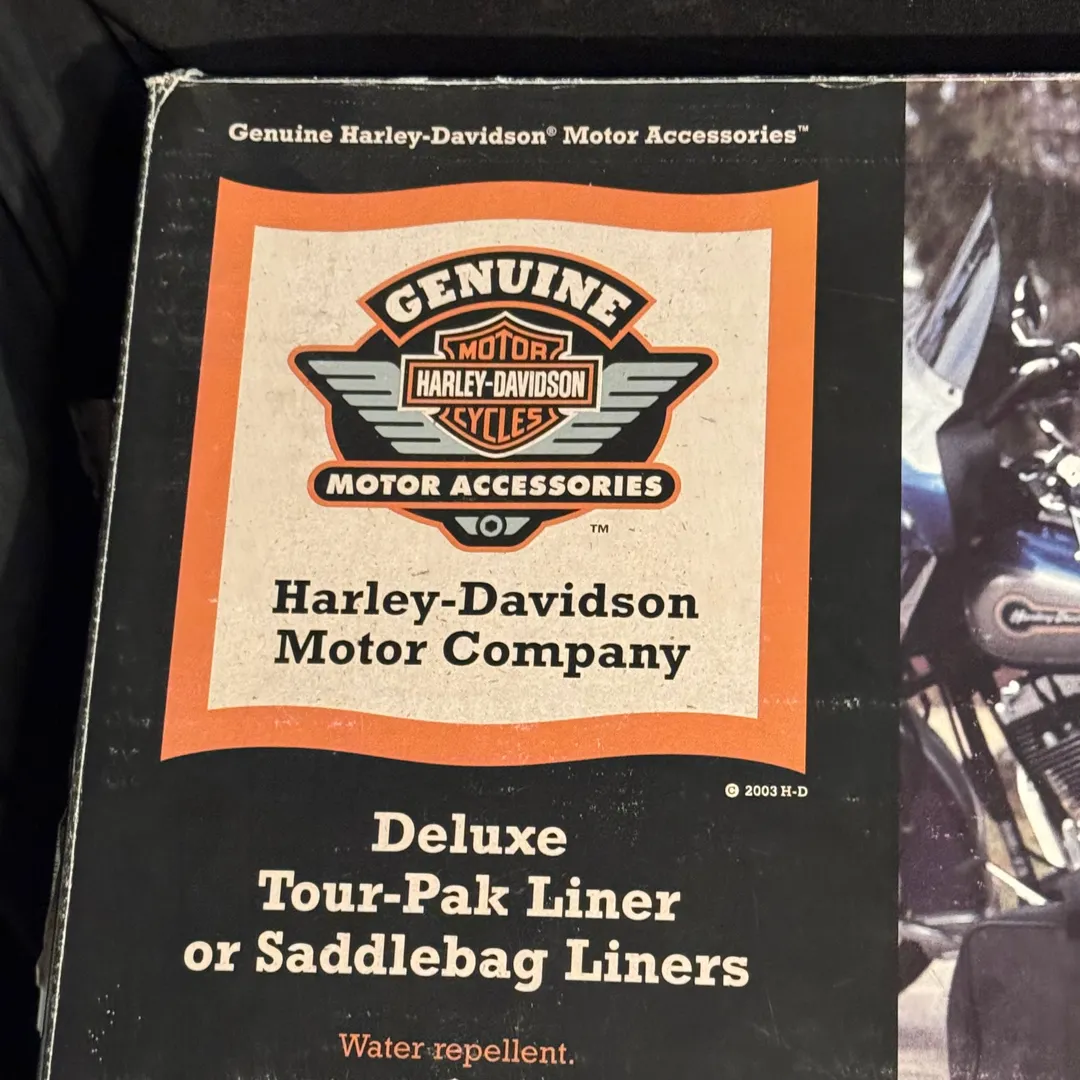 Genuine Harley-Davidson® Motor Accessories™
GENUINE
MOTOR
HARLEY-DAVIDSON
CYCLES
MOTOR ACCESSORIES
™
Harley-Davidson
Motor Company
© 2003 H-D
Deluxe
Tour-Pak Liner
or Saddlebag Liners
Water repellent.